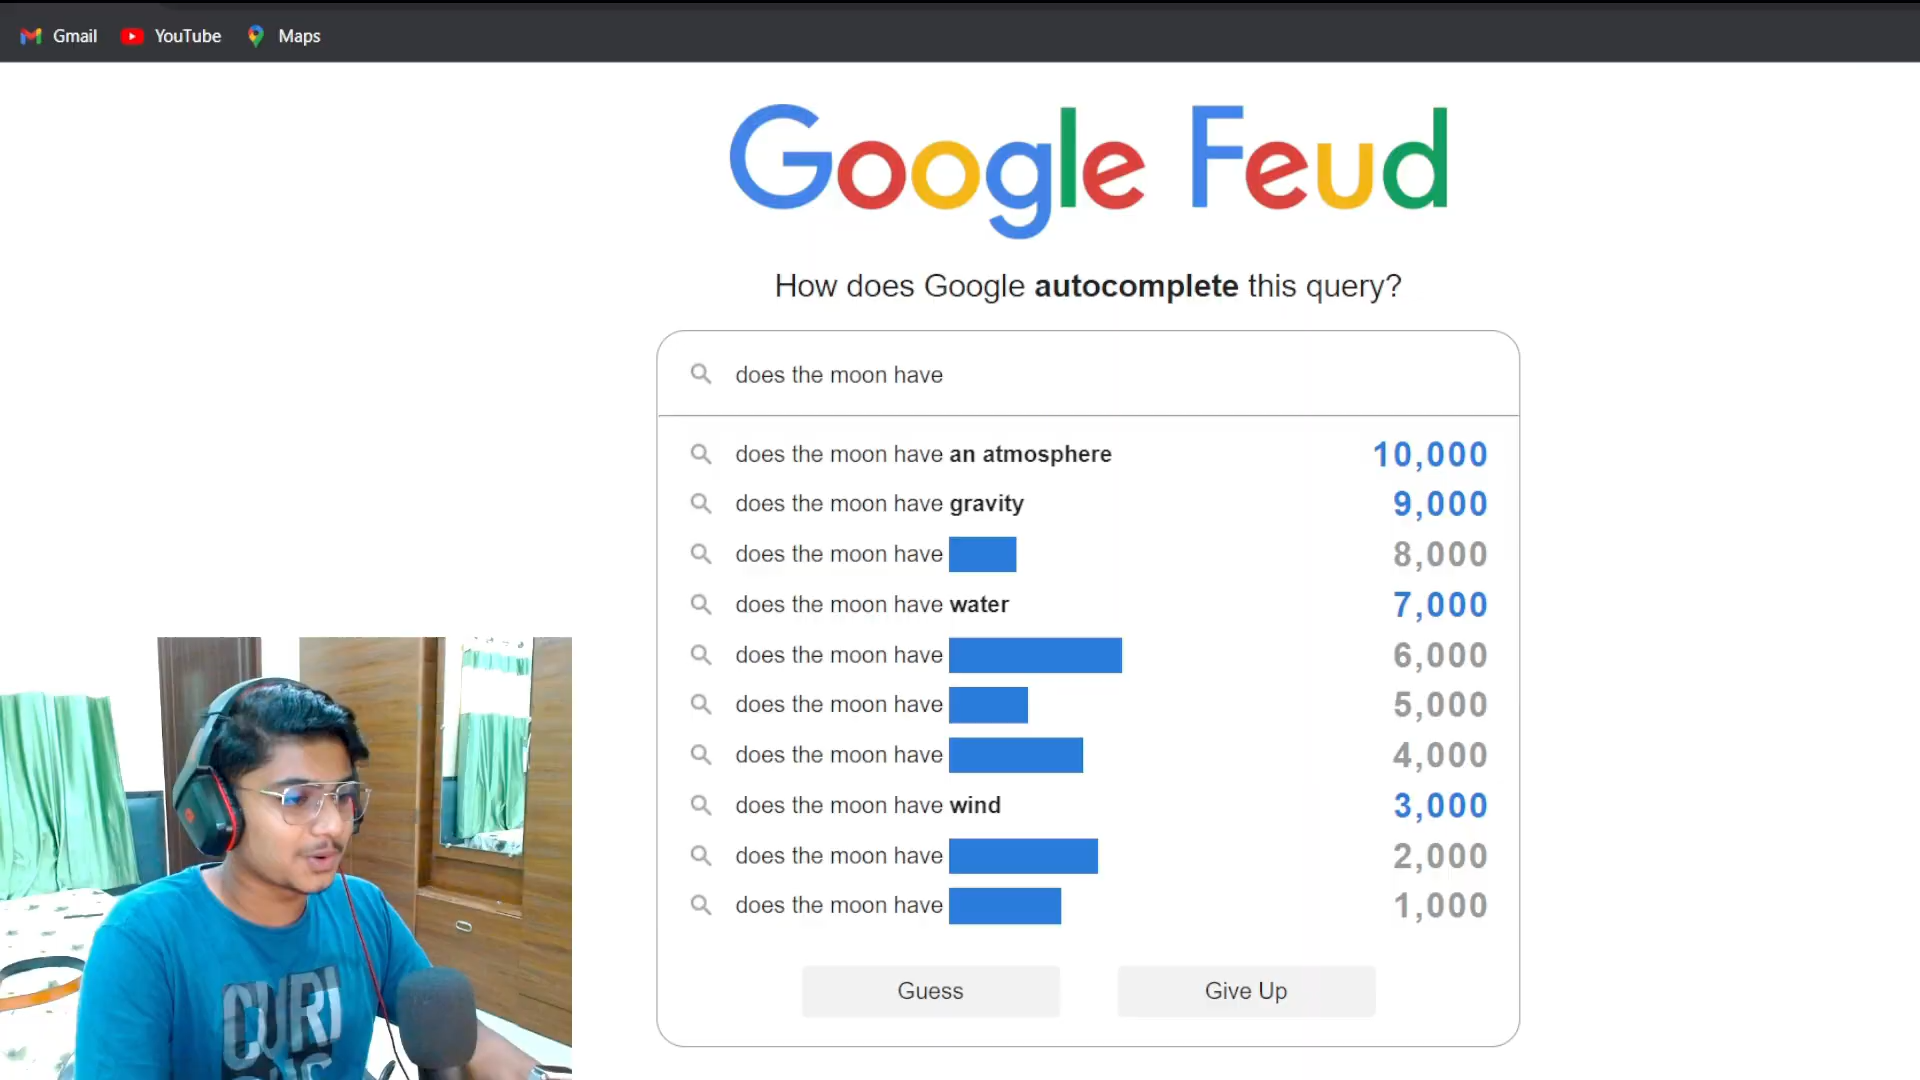 Gmail YouTube Maps
Google Feud
How does Google autocomplete this query?
does the moon have
does the moon have an atmosphere 10,000
does the moon have gravity 9,000
does the moon have 8,000
does the moon have water 7,000
does the moon have 6,000
does the moon have 5,000
does the moon have 4,000
does the moon have wind 3,000
does the moon have 2,000
does the moon have 1,000
Guess Give Up
CURI